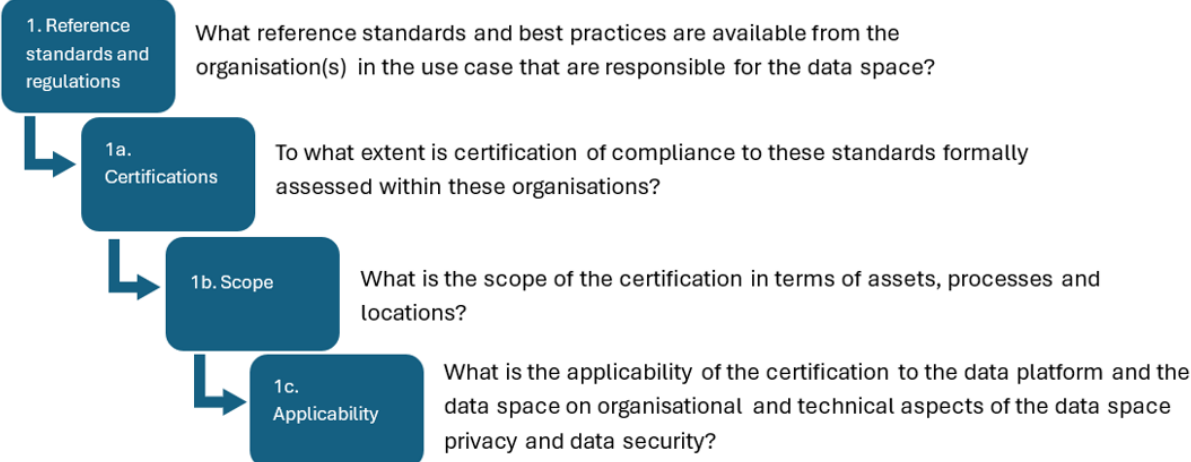 1. Reference
standards and
regulations
What reference standards and best practices are available from the
organisation(s) in the use case that are responsible for the data space?
1a.
Certifications
To what extent is certification of compliance to these standards formally
assessed within these organisations?
1b. Scope
What is the scope of the certification in terms of assets, processes and
locations?
1c.
Applicability
What is the applicability of the certification to the data platform and the
data space on organisational and technical aspects of the data space
privacy and data security?